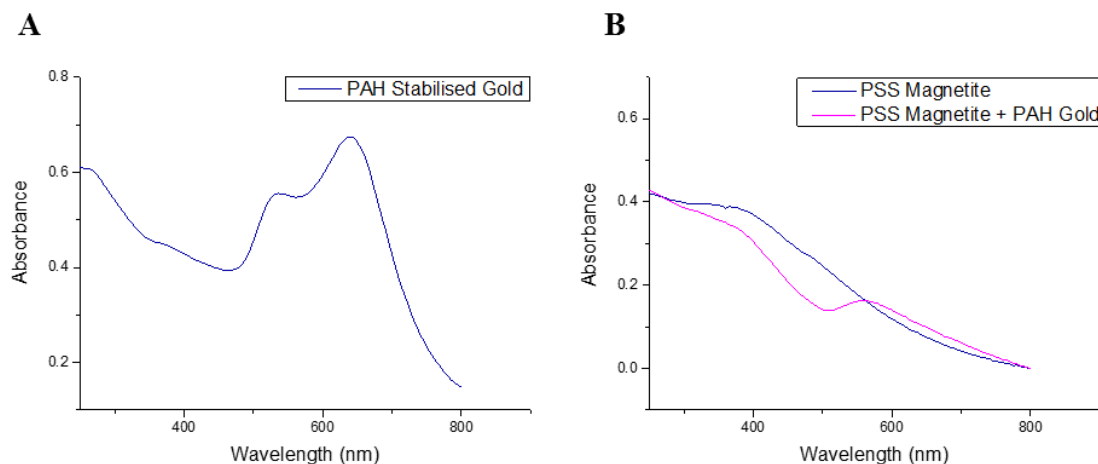 A
B
PAH Stabilised Gold
0.8
0.6
0.4
0.2
Absorbance
400
600
800
Wavelength (nm)
PSS Magnetite
PSS Magnetite + PAH Gold
0.6
0.4
0.2
0.0
Absorbance
400
600
800
Wavelength (nm)